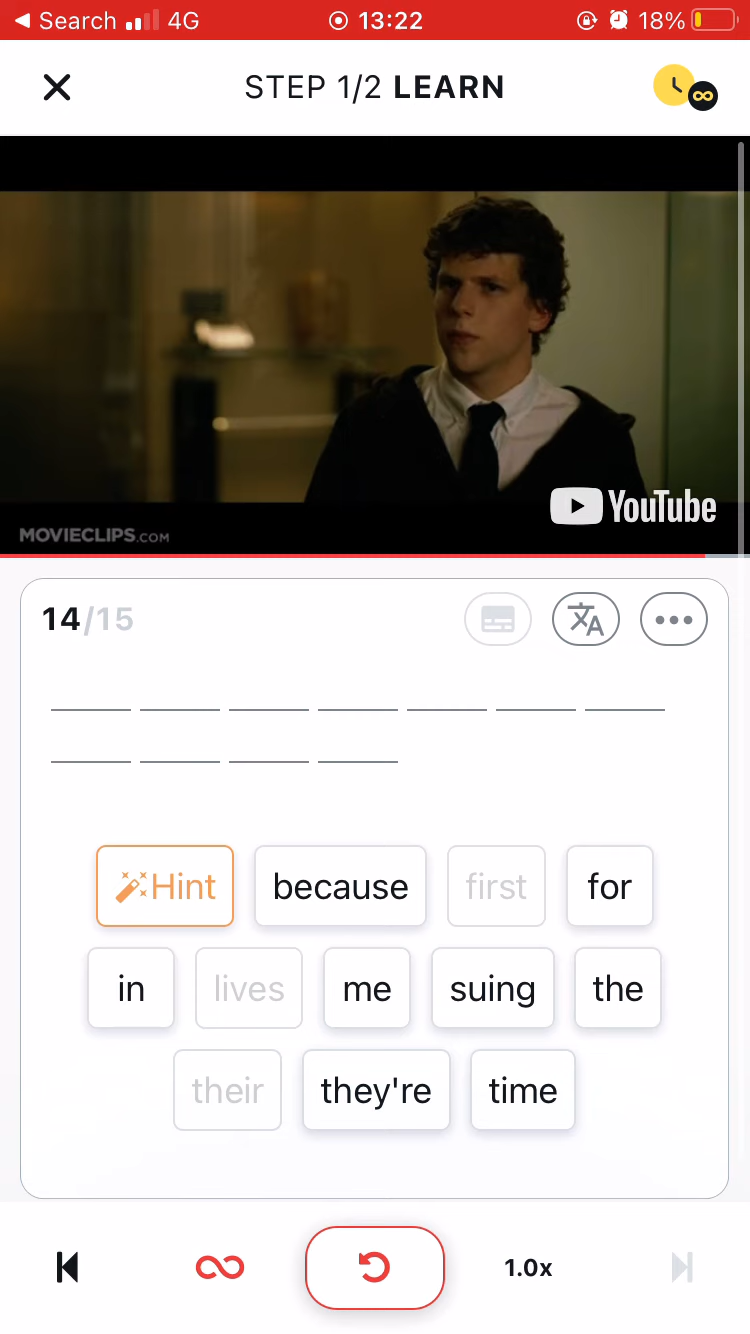 Search 4G 13:22 18%
STEP 1/2 LEARN
YouTube
MOVIECLIPS.COM
14/15
Hint because first for
in lives me suing the
their they're time
1.0x